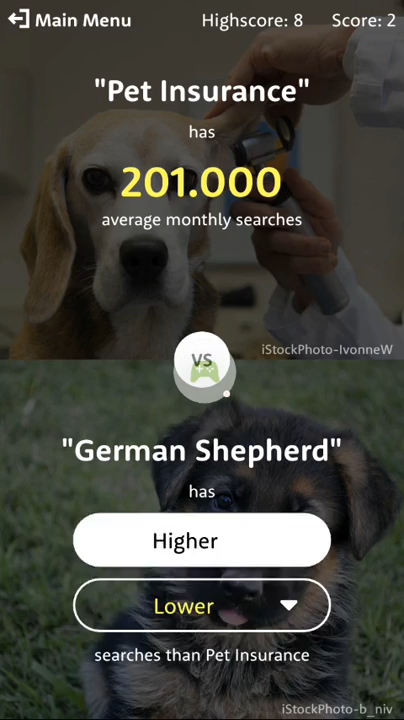 Main Menu
Highscore: 8
Score: 2
"Pet Insurance"
has
201.000
average monthly searches
iStockPhoto-IvonneW
VS
"German Shepherd"
has
Higher
Lower
searches than Pet Insurance
iStockPhoto-b_niv